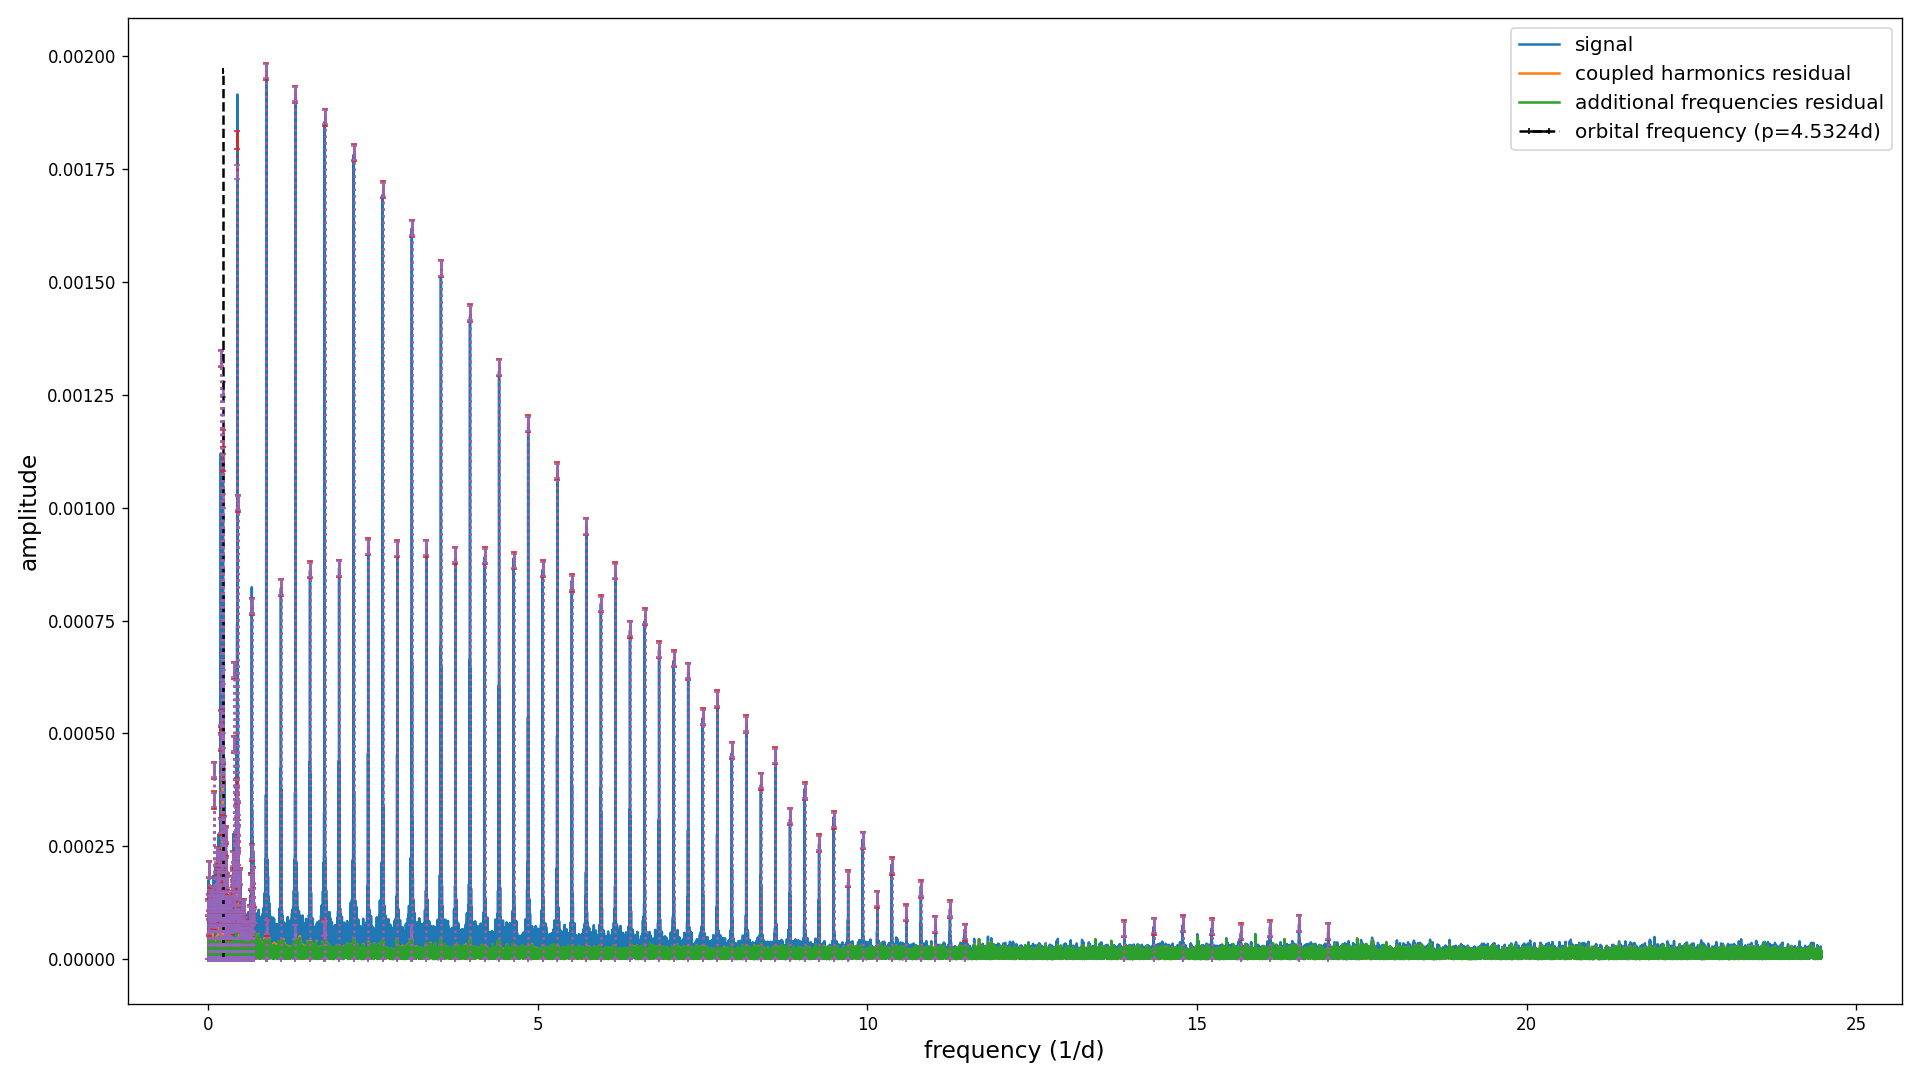 signal
coupled harmonics residual
additional frequencies residual
orbital frequency (p=4.5324d)
amplitude
0.00200
0.00175
0.00150
0.00125
0.00100
0.00075
0.00050
0.00025
0.00000
0 5 10 15 20 25
frequency (1/d)